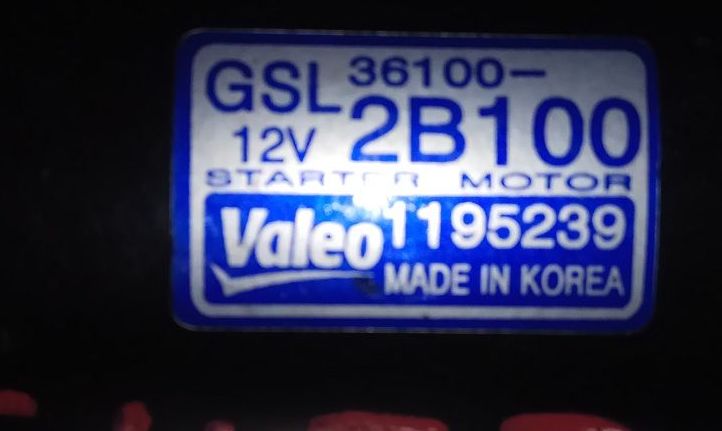 GSL 36100-
12V 2B100
STARTER MOTOR
Valeo 1195239
MADE IN KOREA